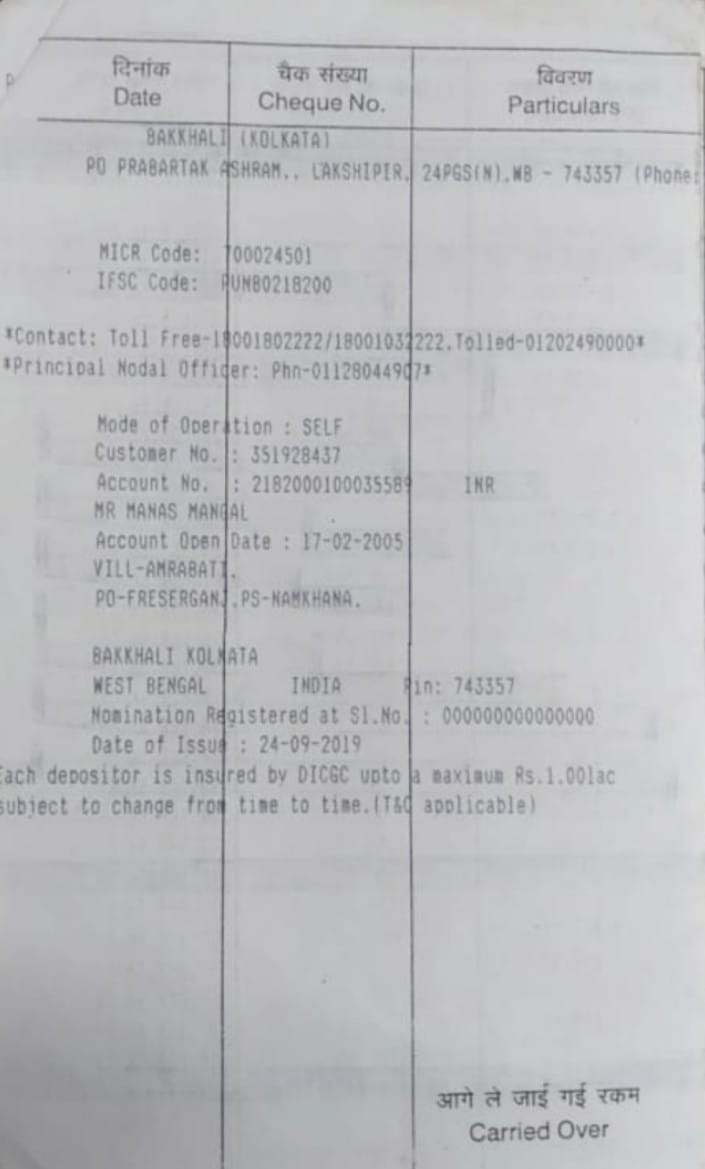 दिनांक चैक संख्या विवरण
Date Cheque No. Particulars
BAKKHALI (KOLKATA)
PO PRABARTAK ASHRAM., LAKSHIPIR, 24PGS(N),WB - 743357 (Phone:
MICR Code: 700024501
IFSC Code: PUNB0218200
*Contact: Toll Free-18001802222/18001032222,Tolled-01202490000*
*Principal Nodal Officer: Phn-01128044907*
Mode of Operation : SELF
Customer No. : 351928437
Account No. : 2182000100035589 INR
MR MANAS MANGAL
Account Open Date : 17-02-2005
VILL-AMRABATI,
PO-FRESERGANJ,PS-NAMKHANA,
BAKKHALI KOLKATA
WEST BENGAL INDIA Pin: 743357
Nomination Registered at Sl.No. : 000000000000000
Date of Issue : 24-09-2019
Each depositor is insured by DICGC upto a maximum Rs.1.00lac
subject to change from time to time.(T&C applicable)
आगे ले जाई गई रकम
Carried Over